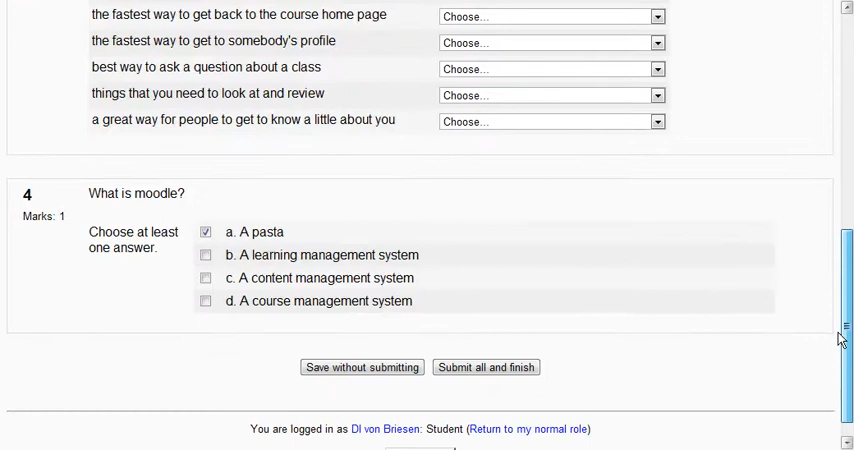 the fastest way to get back to the course home page Choose...
the fastest way to get to somebody's profile Choose...
best way to ask a question about a class Choose...
things that you need to look at and review Choose...
a great way for people to get to know a little about you Choose...
4 What is moodle?
Marks: 1
Choose at least one answer.
a. A pasta
b. A learning management system
c. A content management system
d. A course management system
Save without submitting Submit all and finish
You are logged in as DI von Briesen: Student (Return to my normal role)